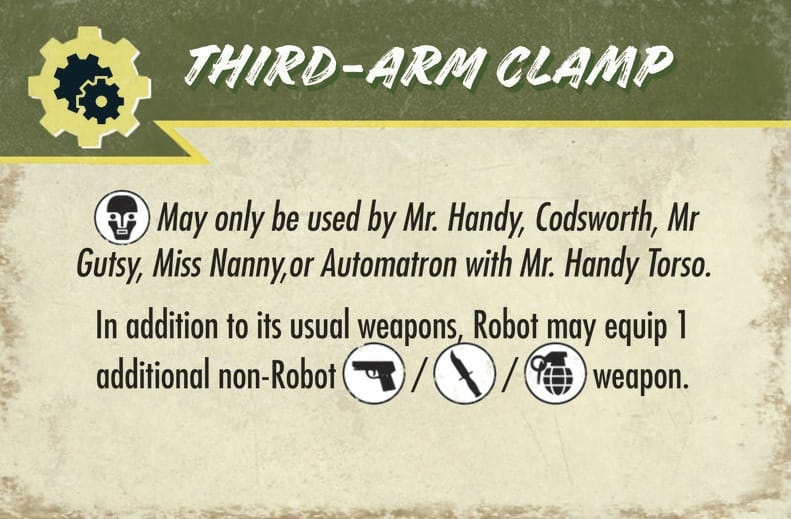 THIRD-ARM CLAMP
May only be used by Mr. Handy, Codsworth, Mr
Gutsy, Miss Nanny,or Automatron with Mr. Handy Torso.
In addition to its usual weapons, Robot may equip 1
additional non-Robot / / weapon.